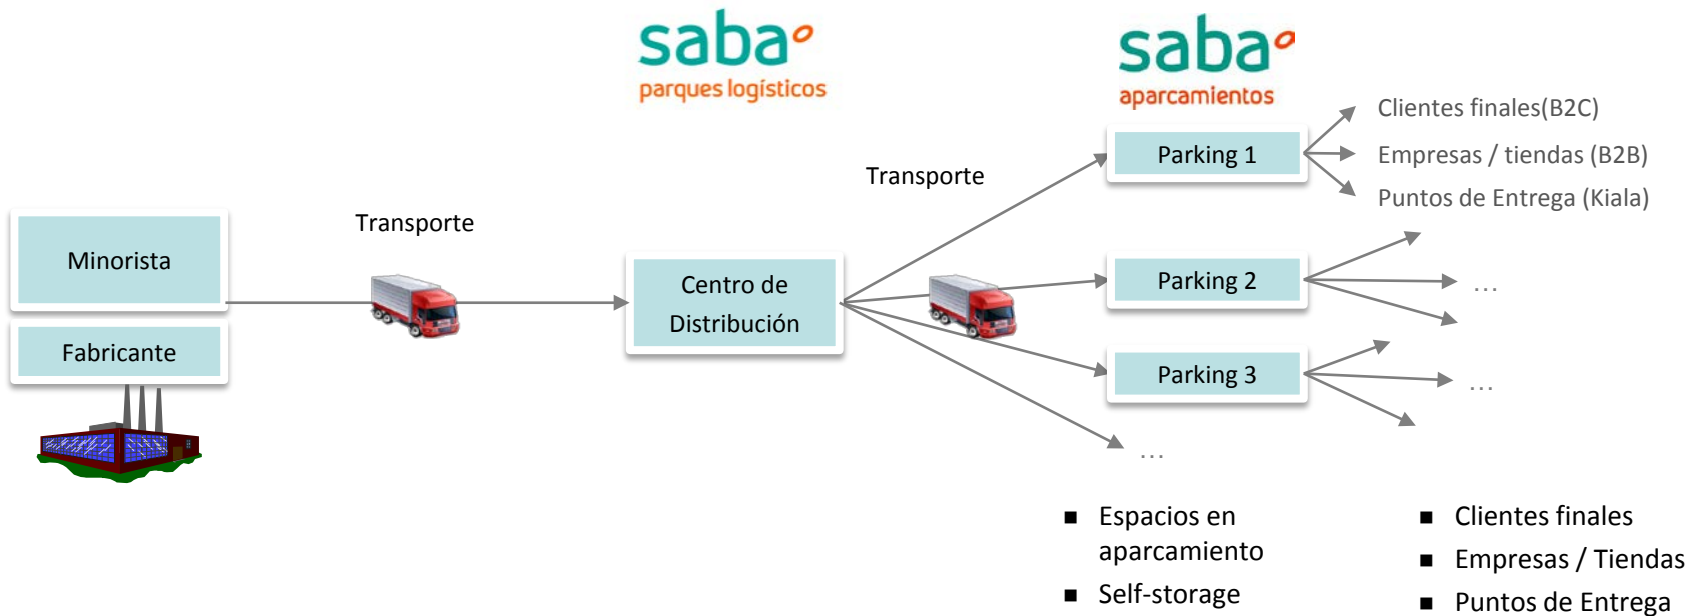 saba
parques logísticos
saba
aparcamientos
Clientes finales(B2C)
Parking 1
Empresas / tiendas (B2B)
Transporte
Puntos de Entrega (Kiala)
Transporte
Minorista
Centro de
Distribución
Parking 2
...
Fabricante
Parking 3
...
...
▪ Espacios en
aparcamiento
▪ Self-storage
▪ Clientes finales
▪ Empresas / Tiendas
▪ Puntos de Entrega